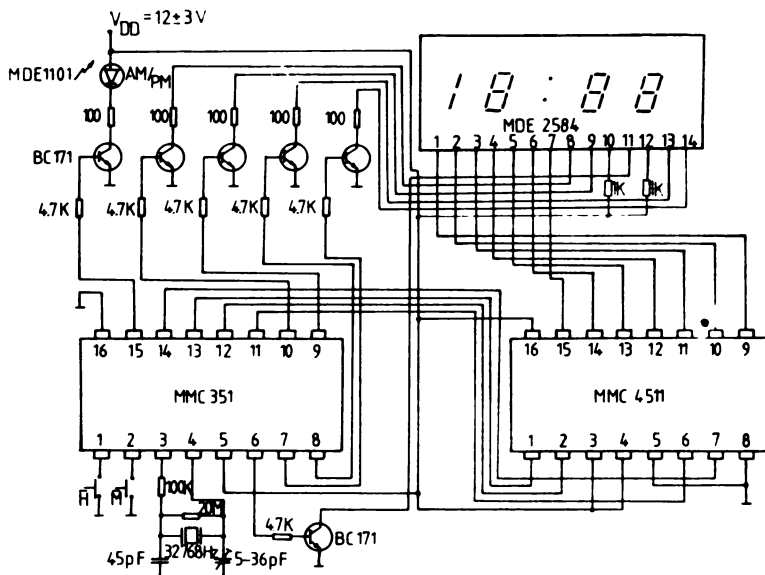 V DD = 12±3V
MDE1101
AM/PM
100 100 100 100 100
BC171
4.7K 4.7K 4.7K 4.7K 4.7K
18:88
MDE 2584
1 2 3 4 5 6 7 8 9 10 11 12 13 14
1K 1K
16 15 14 13 12 11 10 9
MMC 351
1 2 3 4 5 6 7 8
16 15 14 13 12 11 10 9
MMC 4511
1 2 3 4 5 6 7 8
H M
100K
20M
32768Hz
45pF
5-36pF
47K
BC171